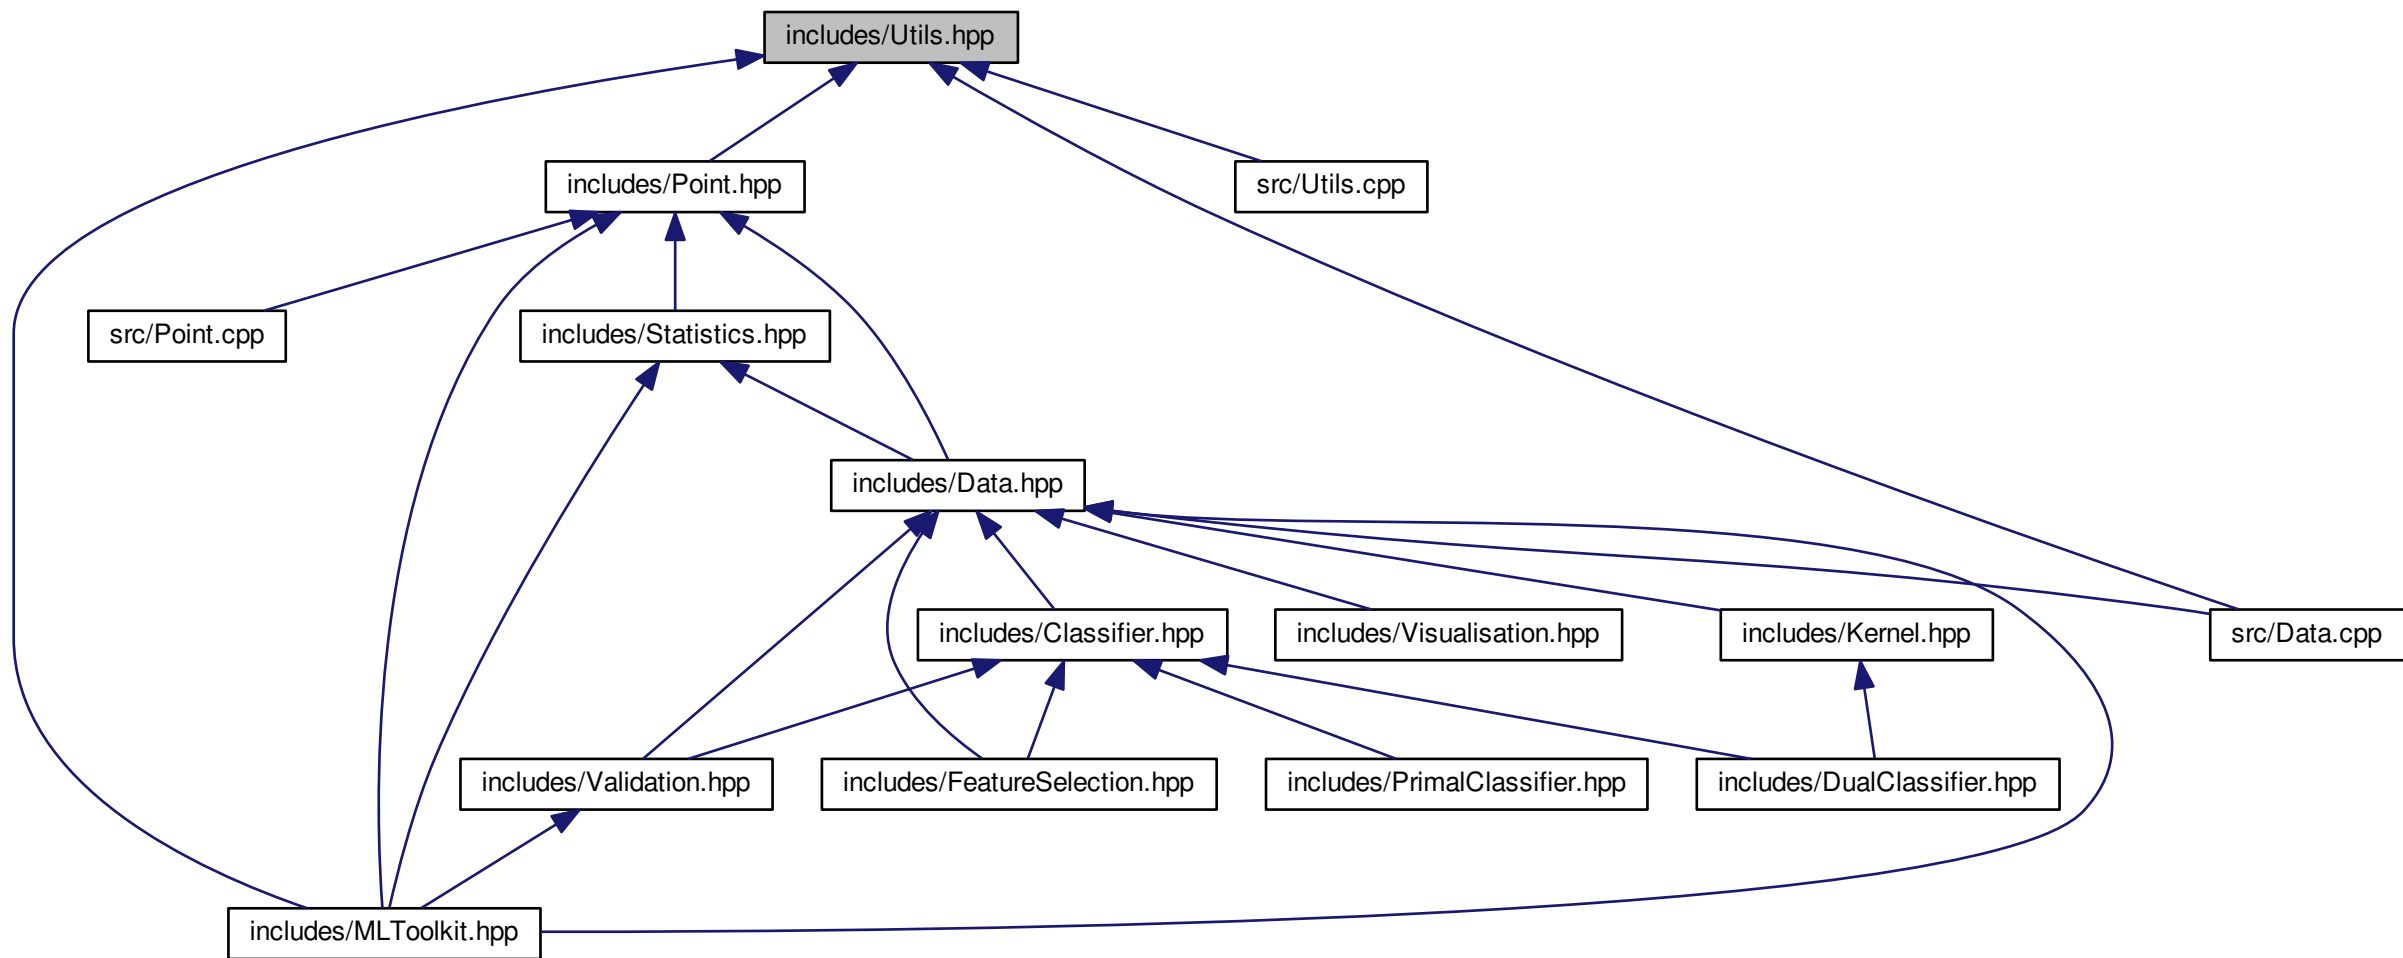 includes/Utils.hpp
includes/Point.hpp
src/Utils.cpp
src/Point.cpp
includes/Statistics.hpp
includes/Data.hpp
includes/Classifier.hpp
includes/Visualisation.hpp
includes/Kernel.hpp
src/Data.cpp
includes/Validation.hpp
includes/FeatureSelection.hpp
includes/PrimalClassifier.hpp
includes/DualClassifier.hpp
includes/MLToolkit.hpp